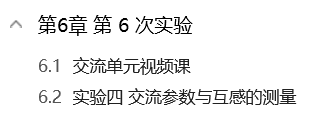 第6章 第 6 次实验
6.1 交流单元视频课
6.2 实验四 交流参数与互感的测量